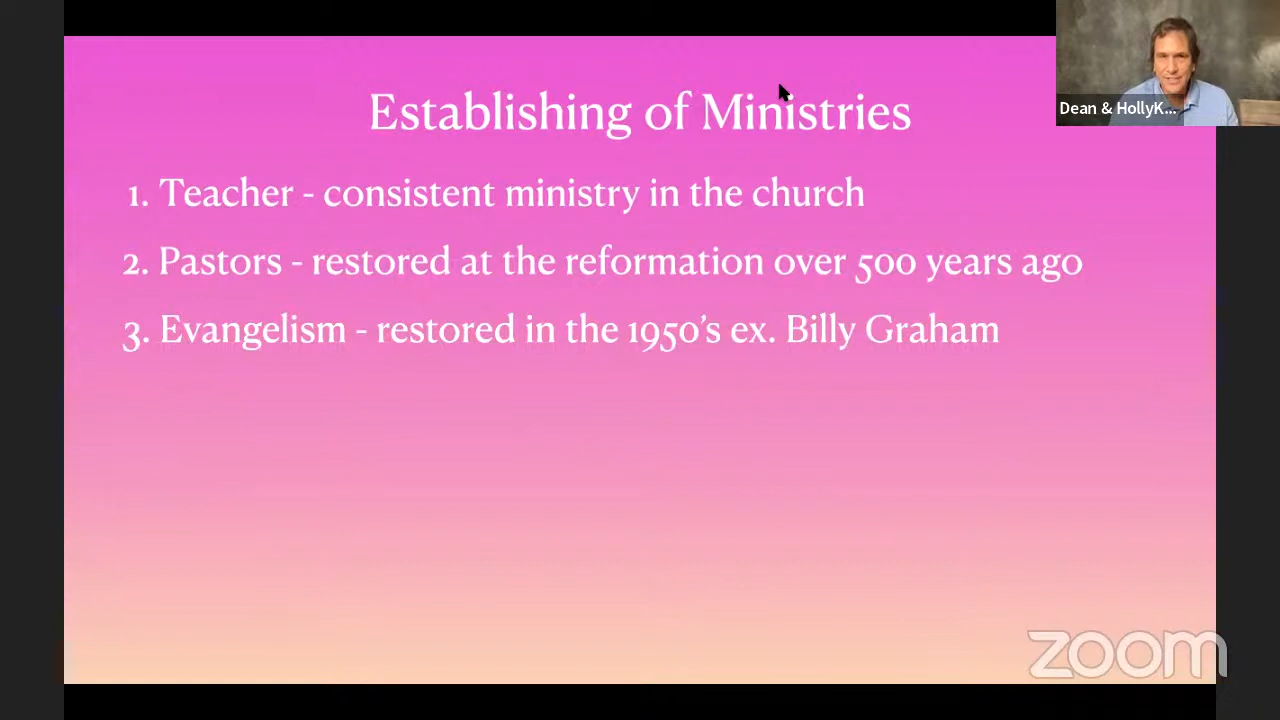 Establishing of Ministries
1. Teacher - consistent ministry in the church
2. Pastors - restored at the reformation over 500 years ago
3. Evangelism - restored in the 1950's ex. Billy Graham
Dean & HollyK...
zoom